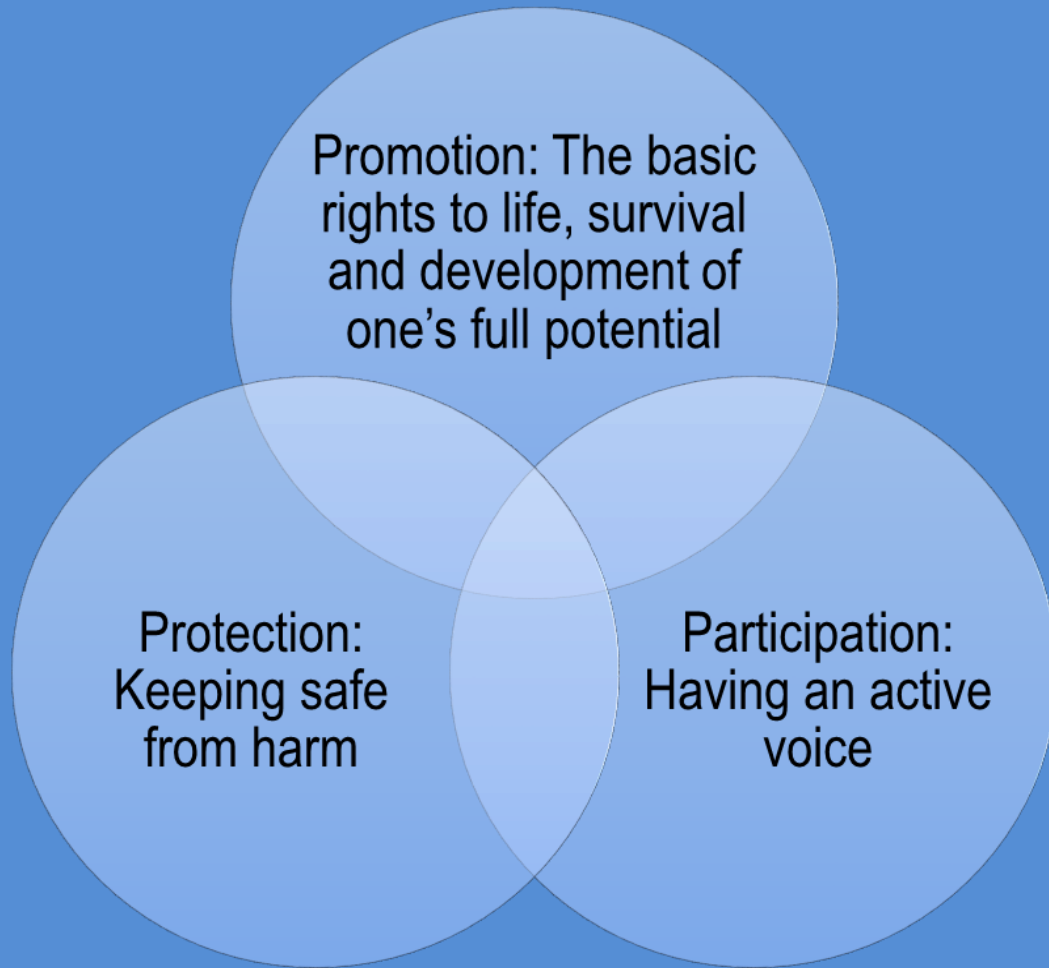 Promotion: The basic
rights to life, survival
and development of
one’s full potential
Protection:
Keeping safe
from harm
Participation:
Having an active
voice